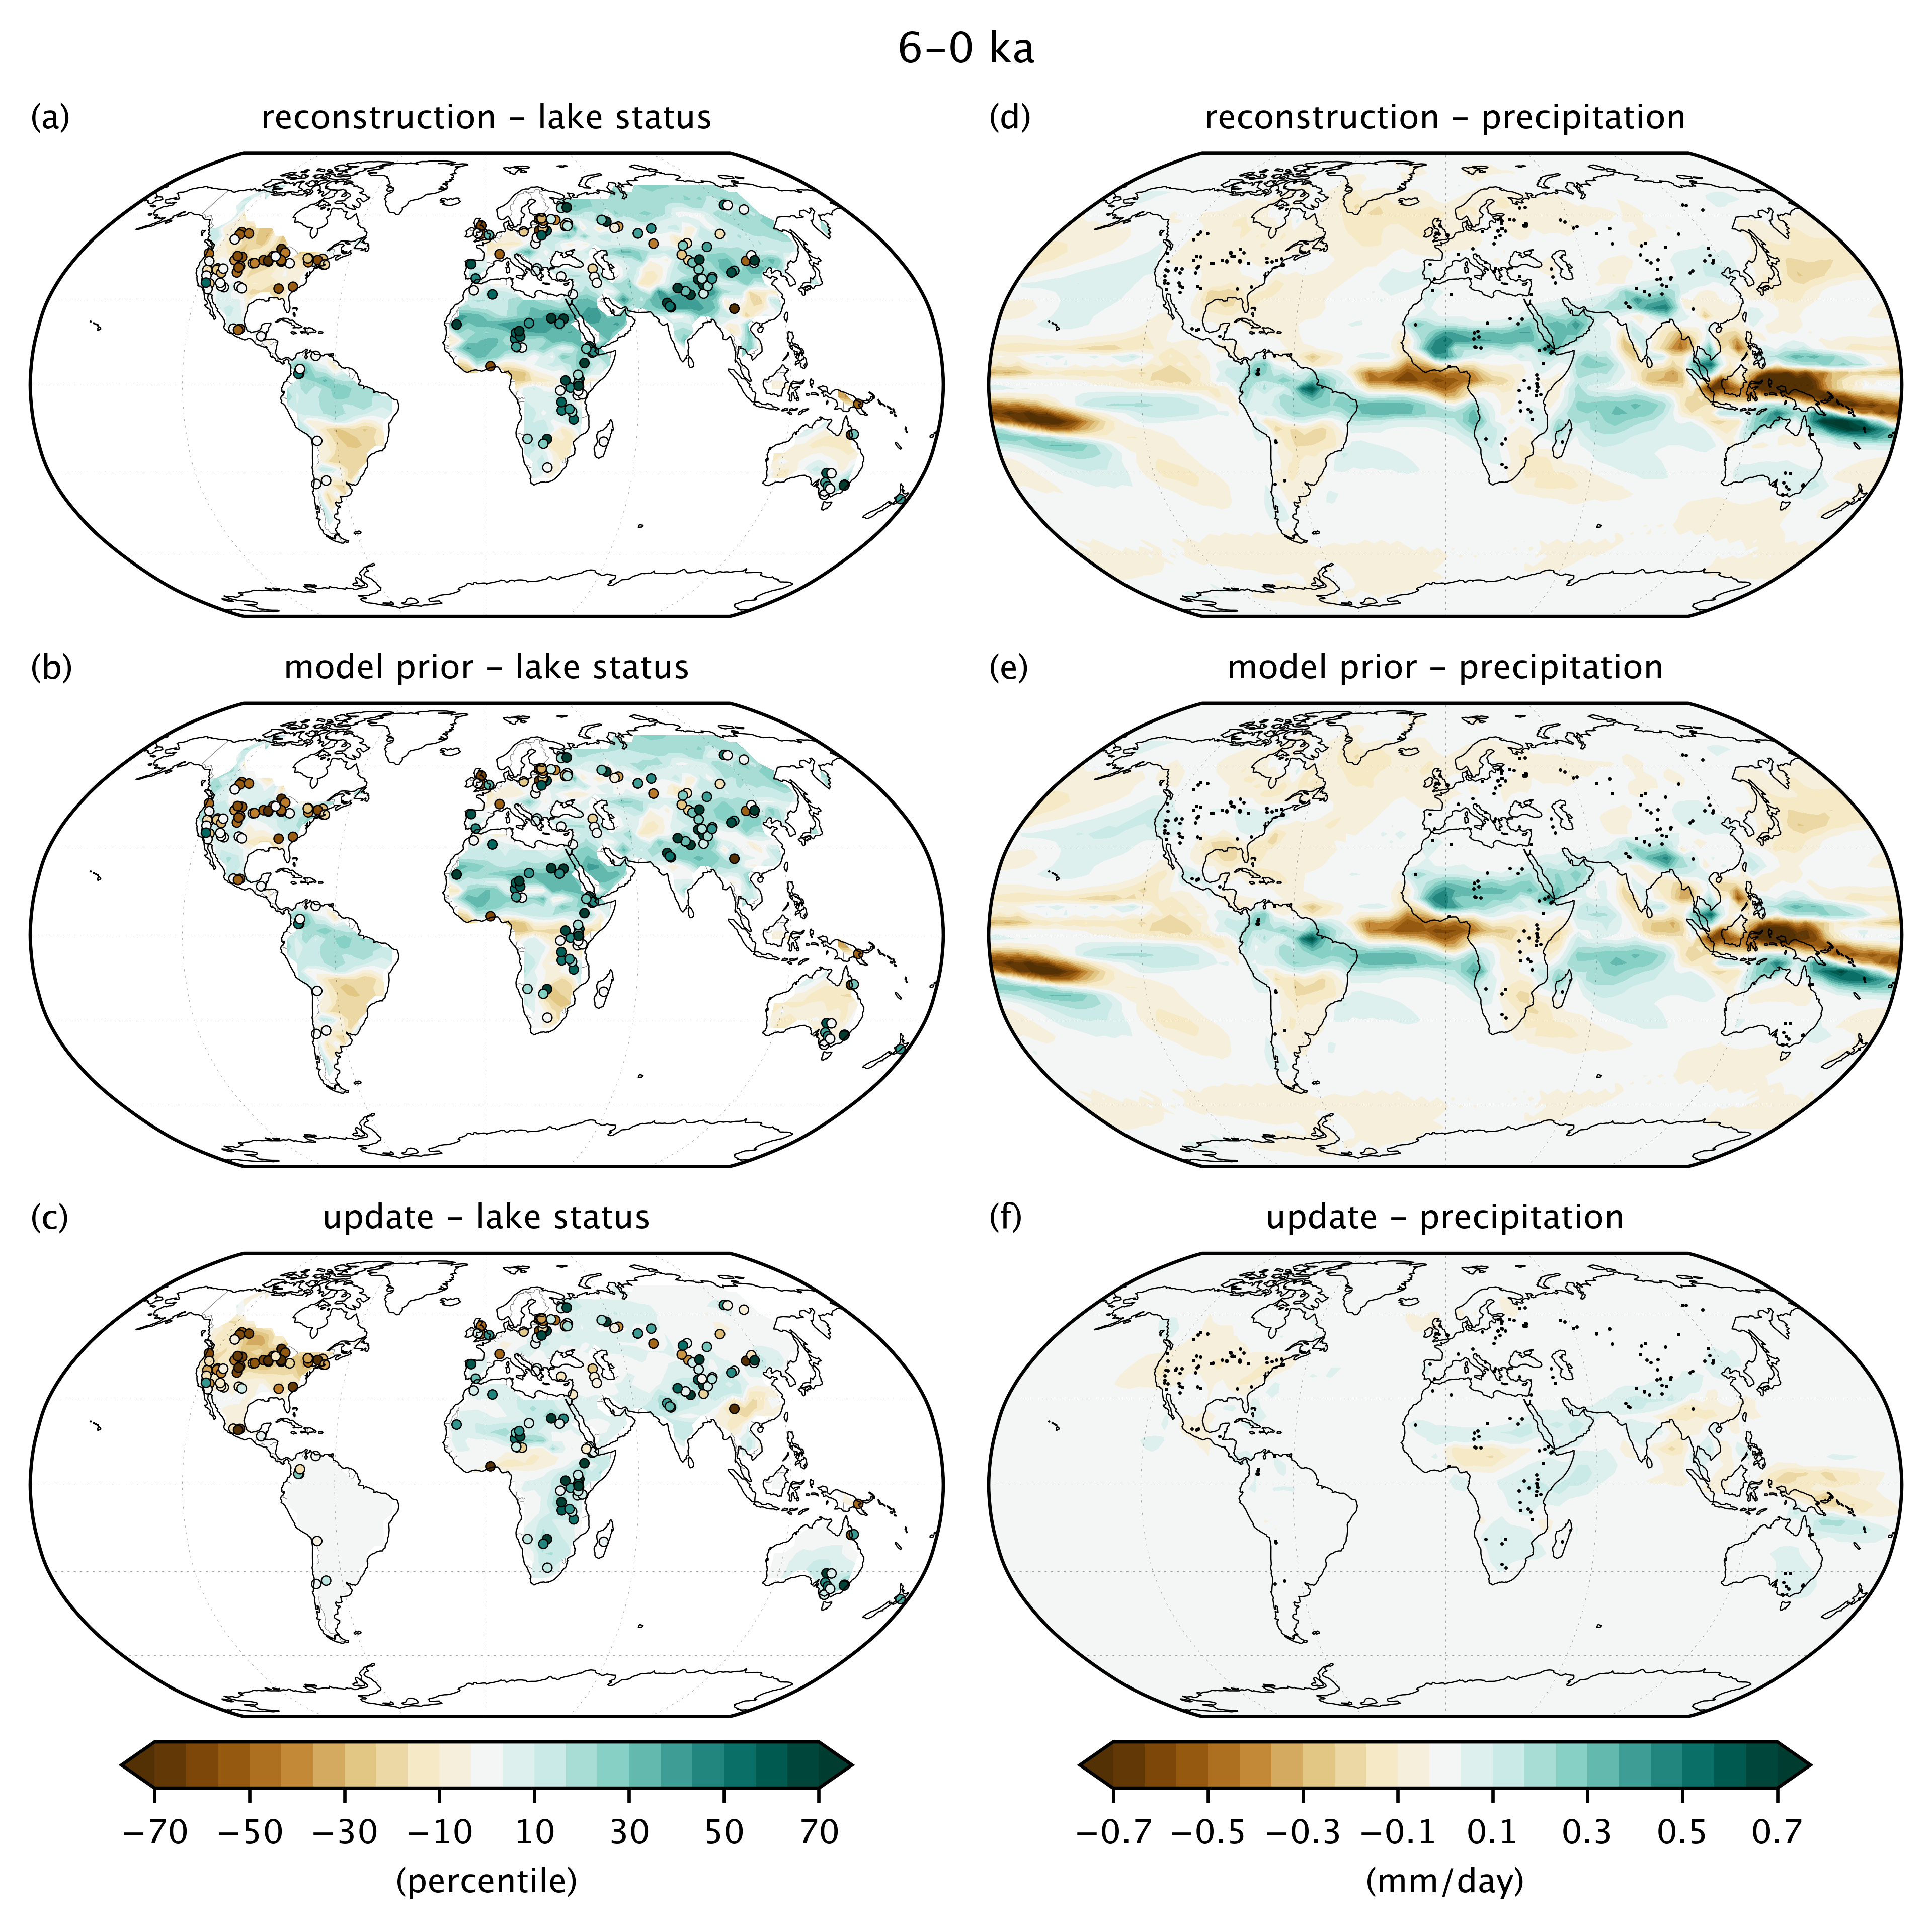 6–0 ka
(a) reconstruction – lake status
(d) reconstruction – precipitation
(b) model prior – lake status
(e) model prior – precipitation
(c) update – lake status
(f) update – precipitation
−70 −50 −30 −10 10 30 50 70
(percentile)
−0.7 −0.5 −0.3 −0.1 0.1 0.3 0.5 0.7
(mm/day)